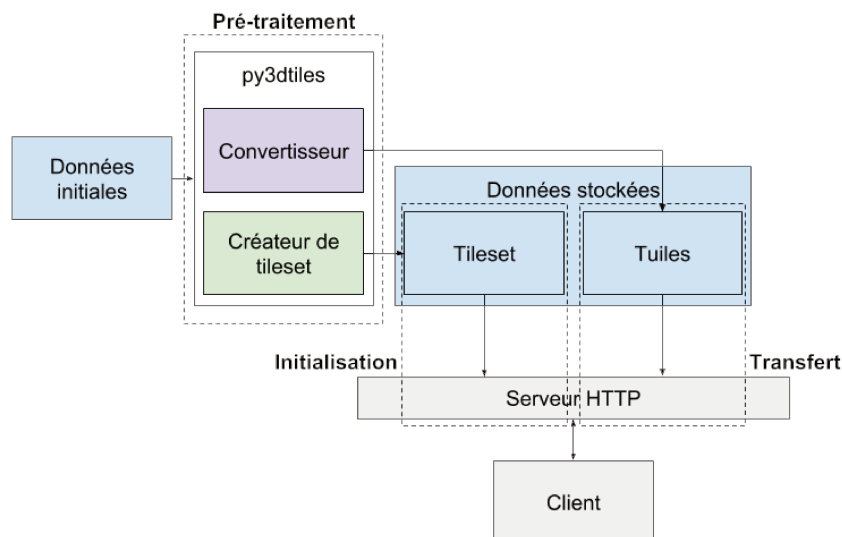 Pré-traitement
py3dtiles
Convertisseur
Données
initiales
Données stockées
Créateur de
tileset
Tileset
Tuiles
Initialisation
Transfert
Serveur HTTP
Client